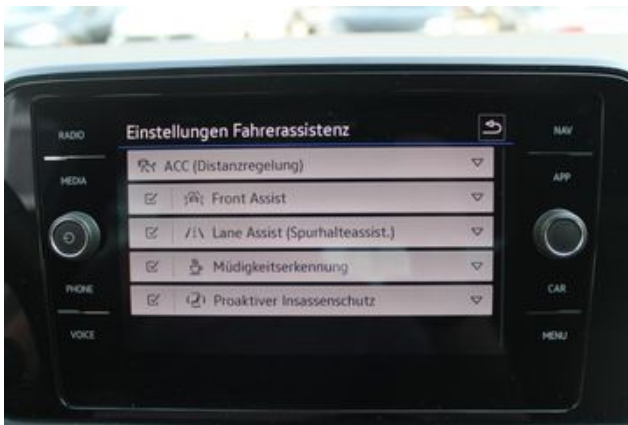 Einstellungen Fahrerassistenz
RADIO
MEDIA
PHONE
VOICE
ACC (Distanzregelung)
Front Assist
Lane Assist (Spurhalteassist.)
Müdigkeitserkennung
Proaktiver Insassenschutz
NAV
APP
CAR
MENU